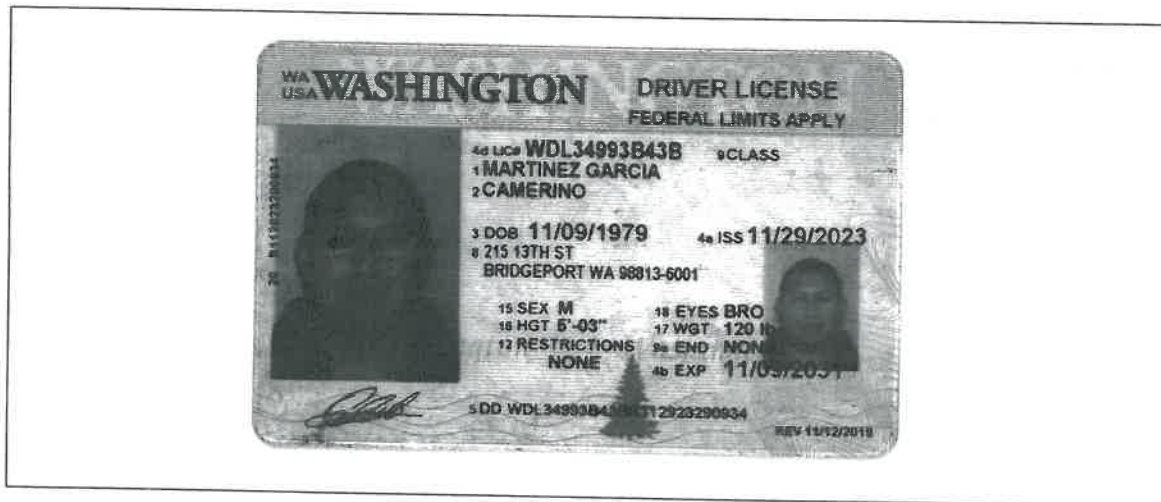 WA WASHINGTON DRIVER LICENSE
USA FEDERAL LIMITS APPLY
4d LIC# WDL34993B43B 9 CLASS
1 MARTINEZ GARCIA
2 CAMERINO
3 DOB 11/09/1979 4a ISS 11/29/2023
8 215 13TH ST
BRIDGEPORT WA 98813-6001
15 SEX M 18 EYES BRO
16 HGT 5'-03" 17 WGT 120 lb
12 RESTRICTIONS 9a END NONE
NONE 4b EXP
5 DD
REV 11/12/2019